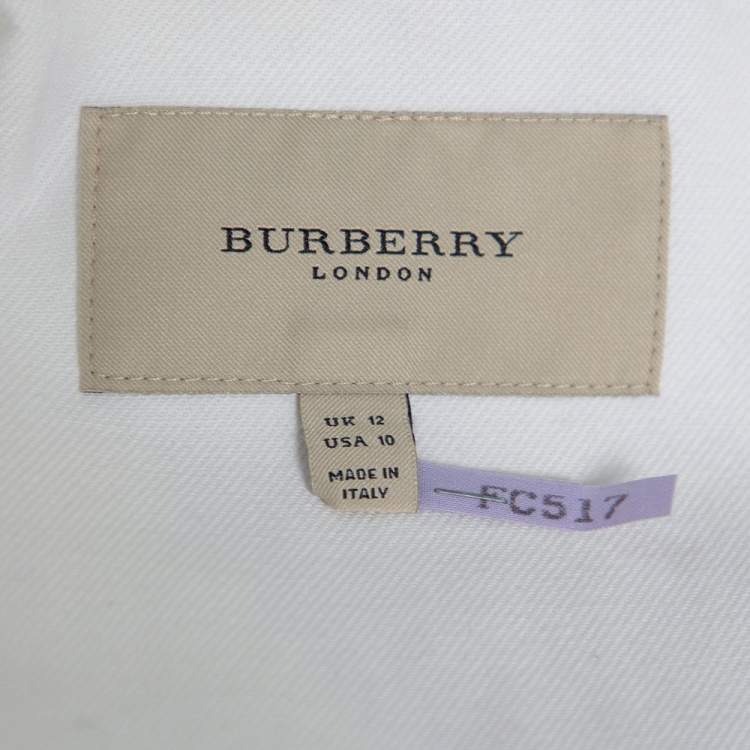 BURBERRY
LONDON
UK 12
USA 10
MADE IN
ITALY
FC517